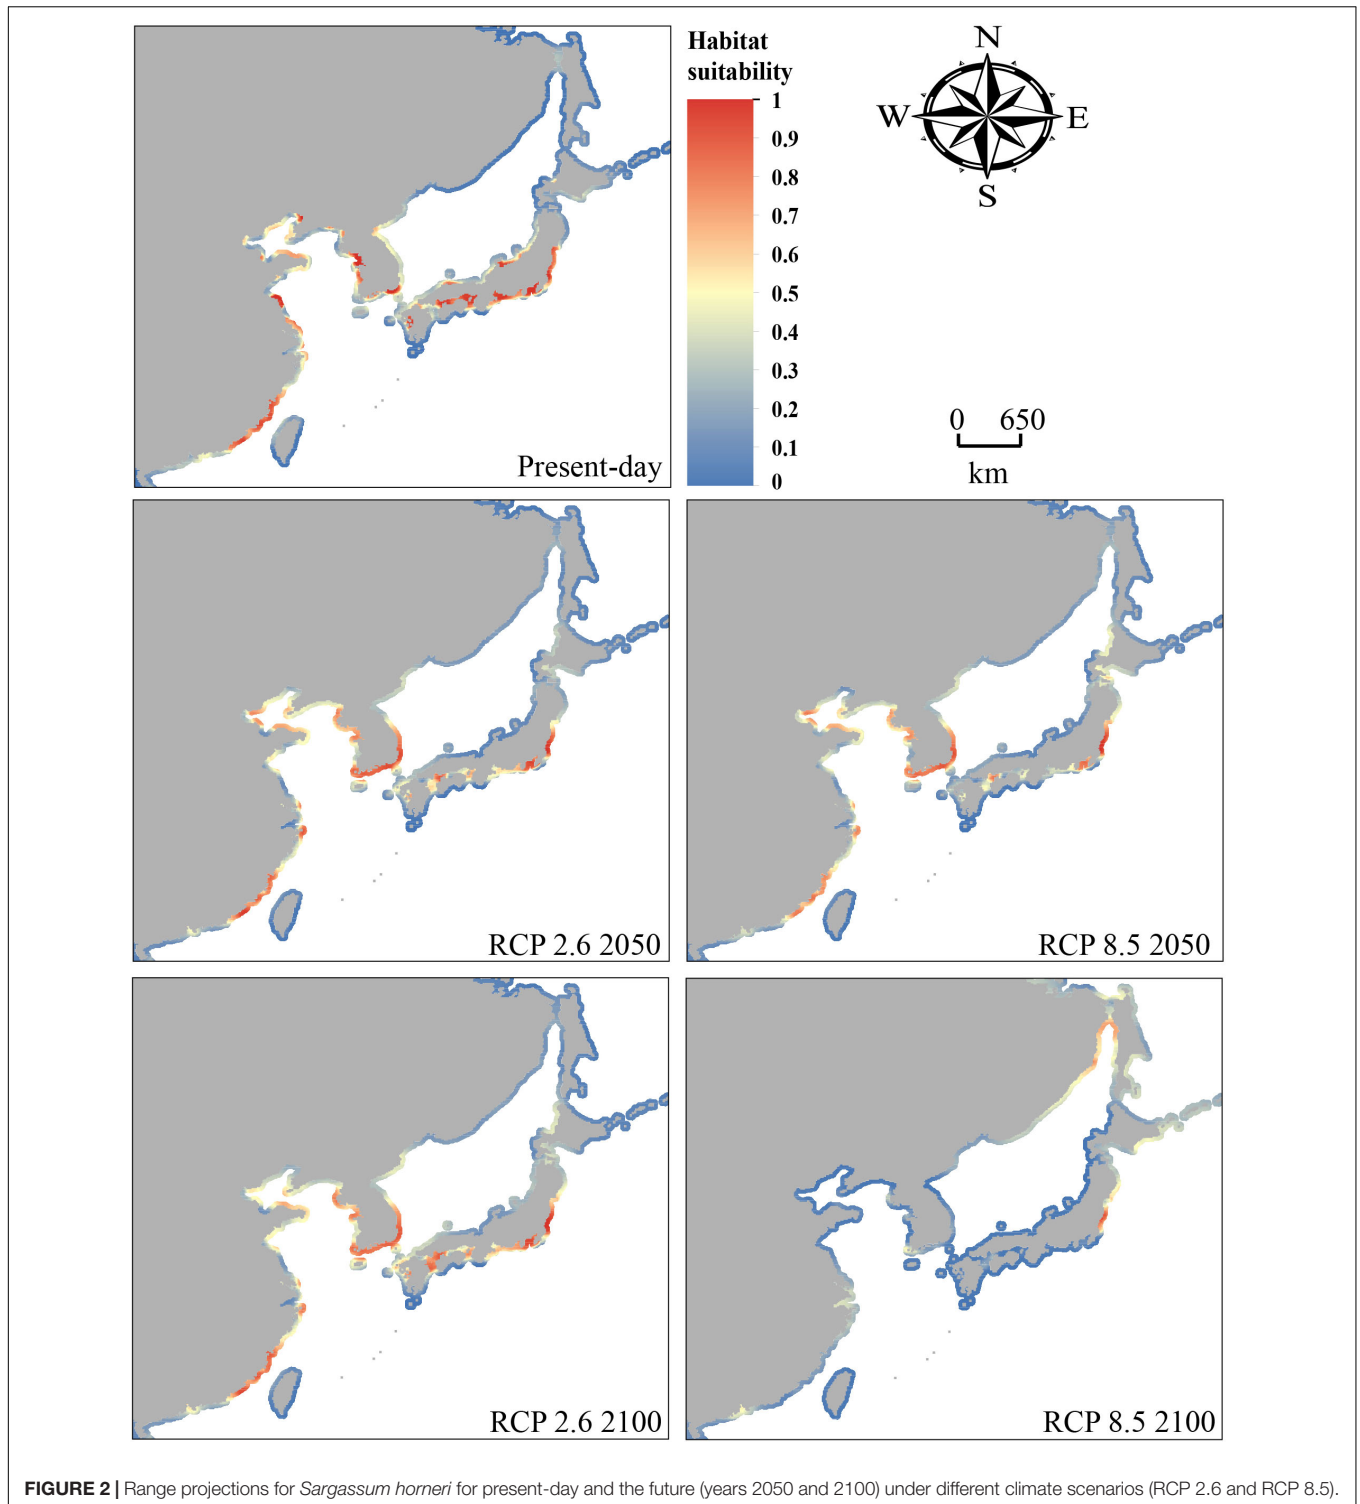 Habitat
suitability
1
0.9
0.8
0.7
0.6
0.5
0.4
0.3
0.2
0.1
0
N
W
E
S
0 650
km
Present-day
RCP 2.6 2050
RCP 8.5 2050
RCP 2.6 2100
RCP 8.5 2100
FIGURE 2 | Range projections for Sargassum horneri for present-day and the future (years 2050 and 2100) under different climate scenarios (RCP 2.6 and RCP 8.5).